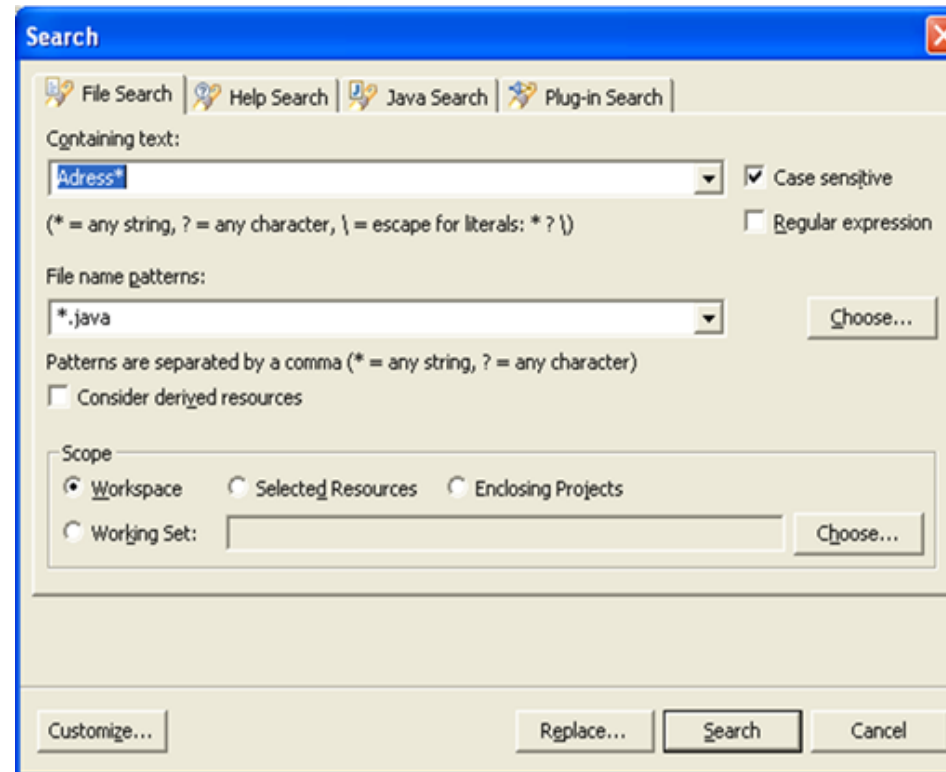 Search
File Search Help Search Java Search Plug-in Search
Containing text:
Adress* Case sensitive
(* = any string, ? = any character, \ = escape for literals: * ? \) Regular expression
File name patterns:
*.java Choose...
Patterns are separated by a comma (* = any string, ? = any character)
Consider derived resources
Scope
Workspace Selected Resources Enclosing Projects
Working Set: Choose...
Customize... Replace... Search Cancel